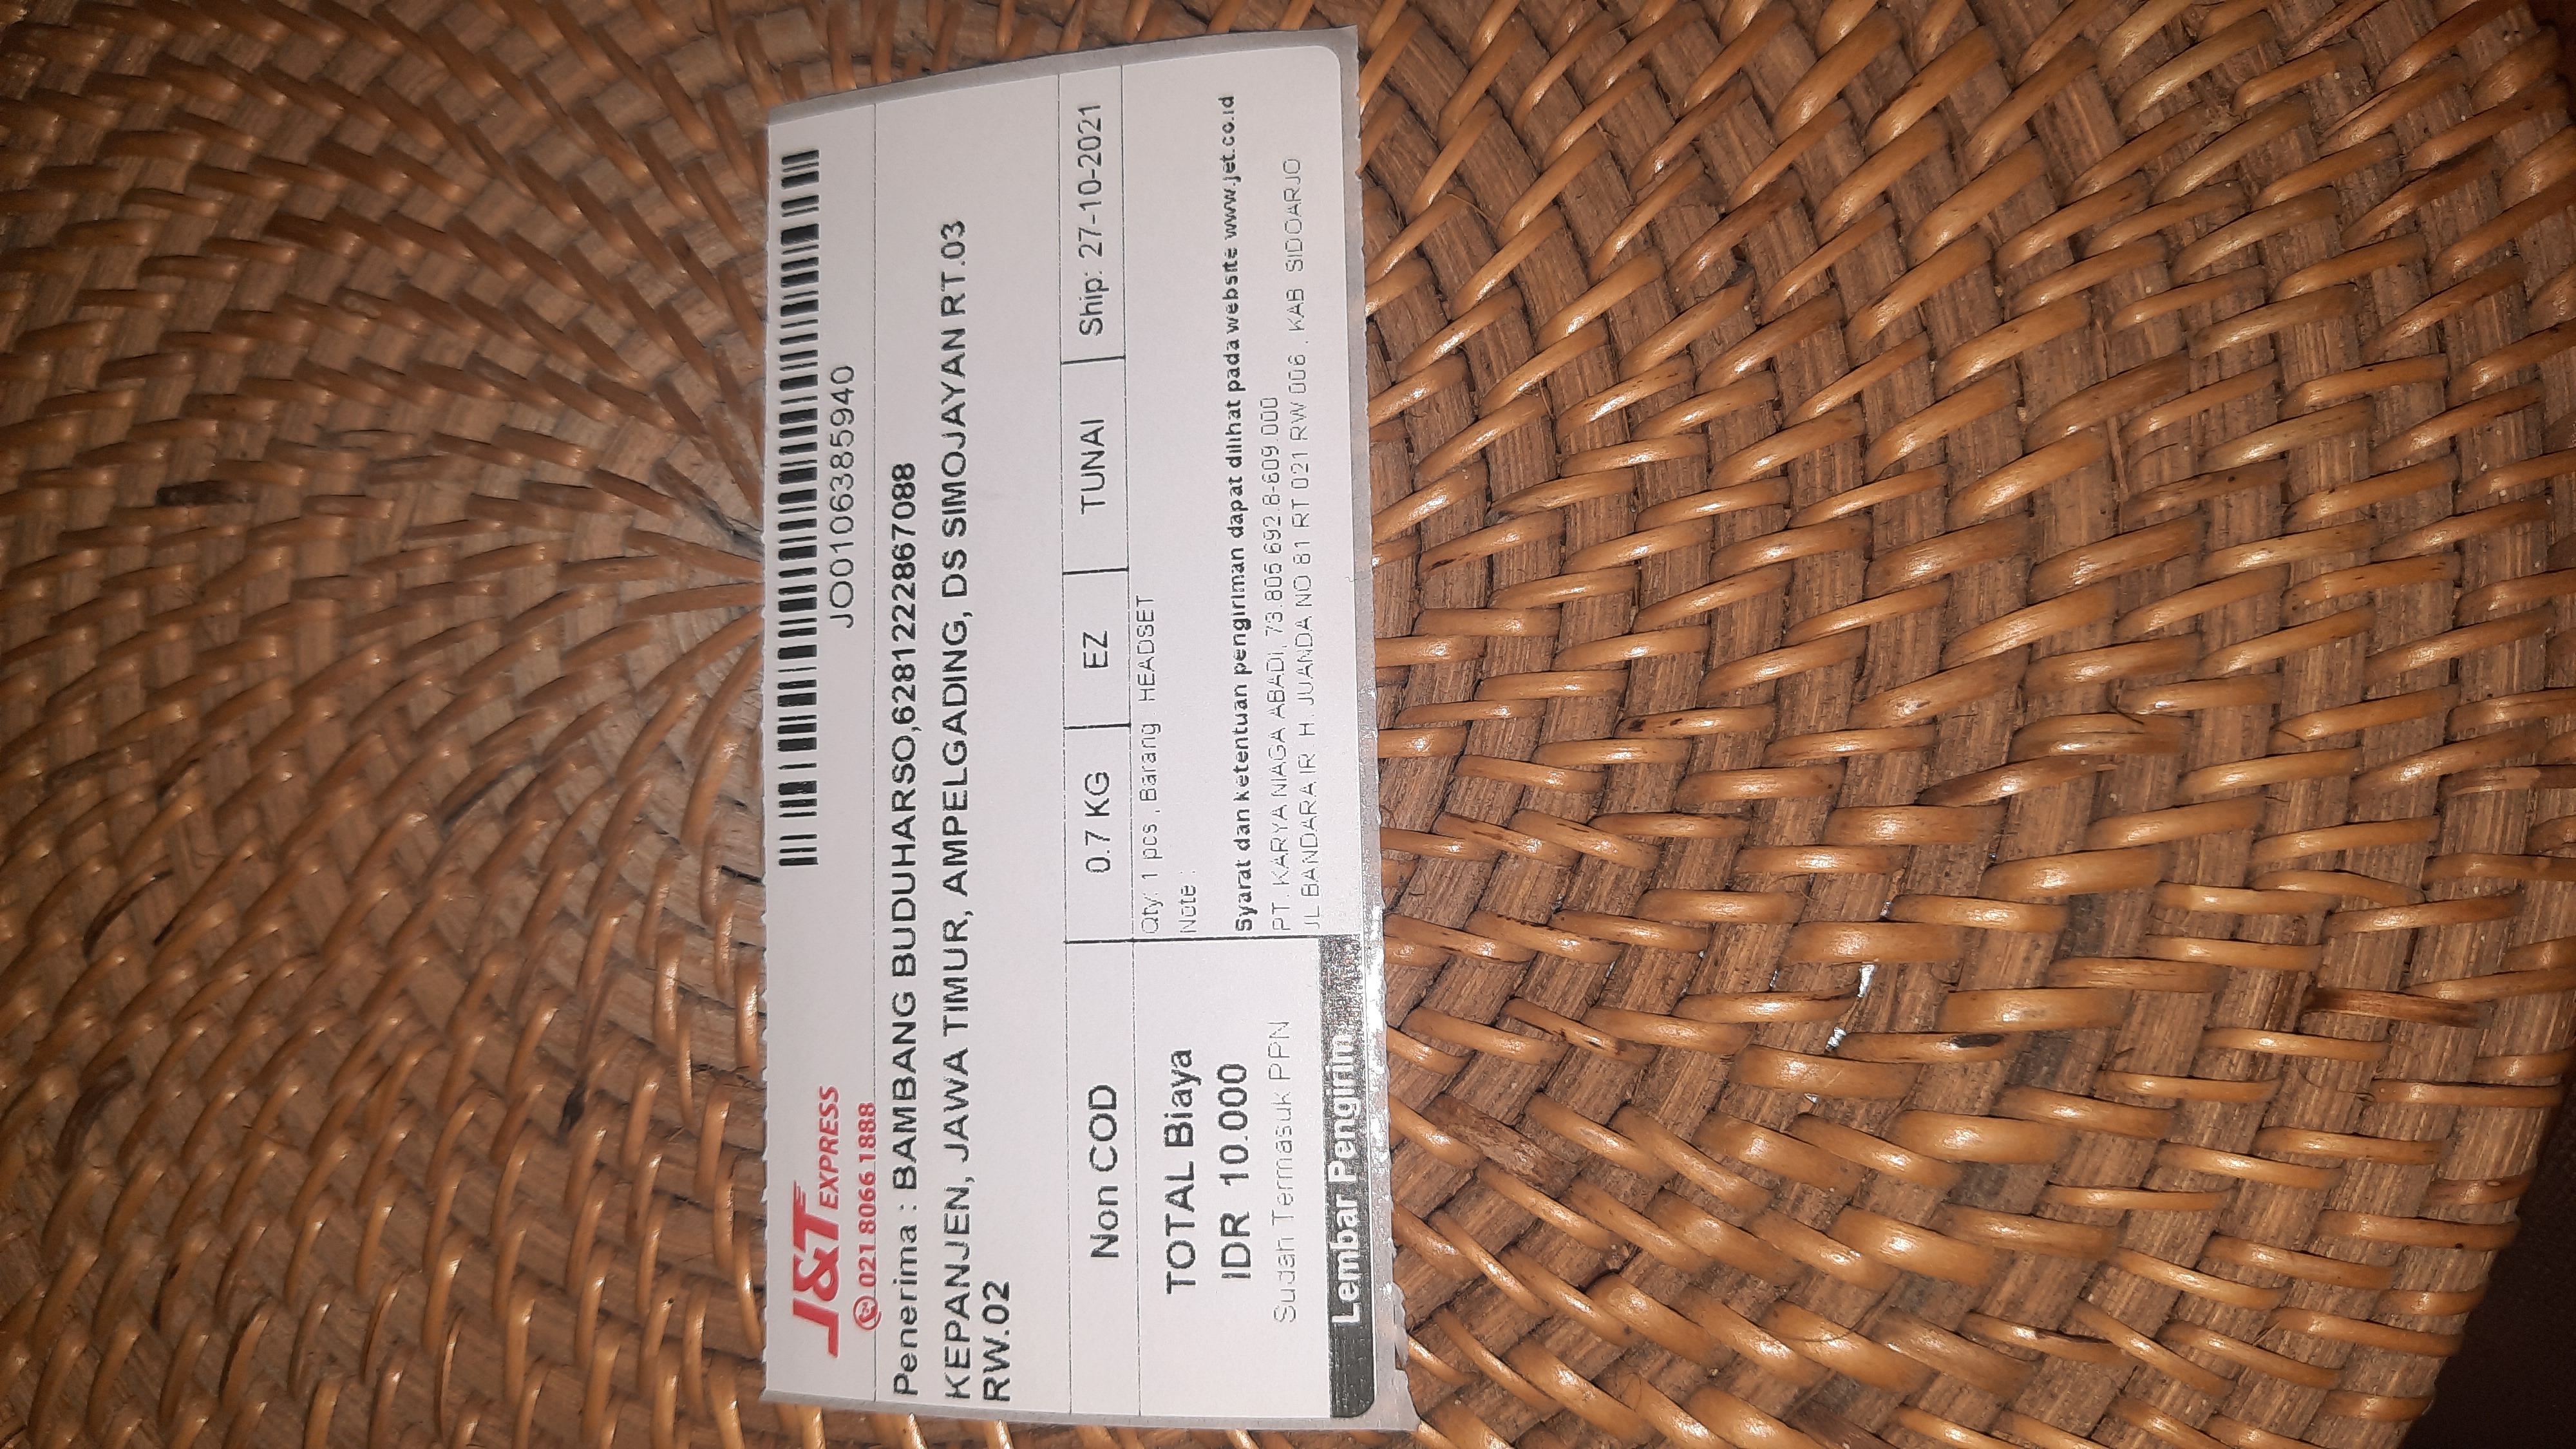 J&T EXPRESS
021 8066 1888
JO0106385940
Penerima : BAMBANG BUDUHARSO,6281222867088
KEPANJEN, JAWA TIMUR, AMPELGADING, DS SIMOJAYAN RT.03
RW.02
Non COD
0.7 KG
EZ
TUNAI
Ship: 27-10-2021
TOTAL Biaya
IDR 10.000
Sudah Termasuk PPN
Lembar Pengirim
Qty: 1 pcs , Barang : HEADSET
Note :
Syarat dan ketentuan pengiriman dapat dilihat pada website www.jet.co.id
PT. KARYA NIAGA ABADI, 73.805.692.8-609.000
JL BANDARA IR. H. JUANDA NO 81 RT 021 RW 006 , KAB. SIDOARJO